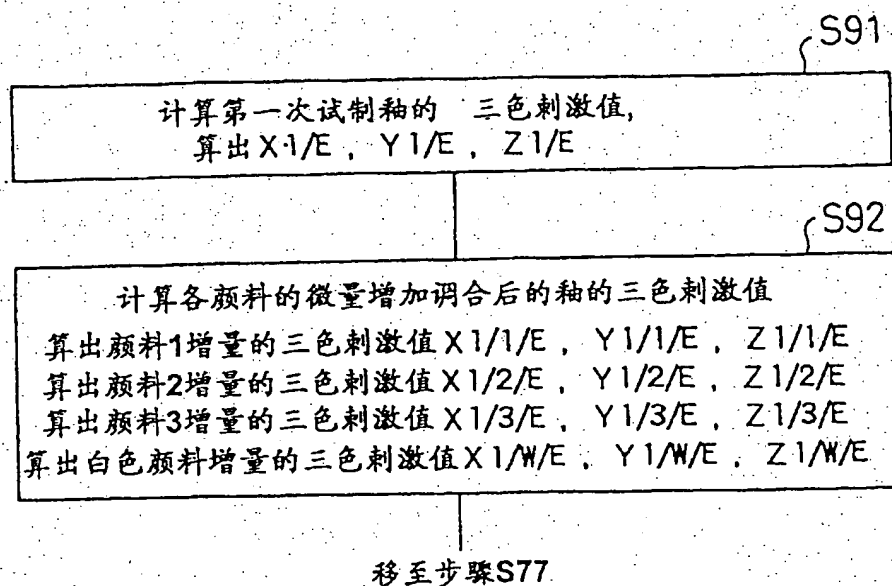 S91
计算第一次试制釉的 三色刺激值,
算出X1/E , Y1/E , Z1/E
S92
计算各颜料的微量增加调合后的釉的三色刺激值
算出颜料1增量的三色刺激值X1/1/E , Y1/1/E , Z1/1/E
算出颜料2增量的三色刺激值X1/2/E , Y1/2/E , Z1/2/E
算出颜料3增量的三色刺激值X1/3/E , Y1/3/E , Z1/3/E
算出白色颜料增量的三色刺激值X1/W/E , Y1/W/E , Z1/W/E
移至步骤S77